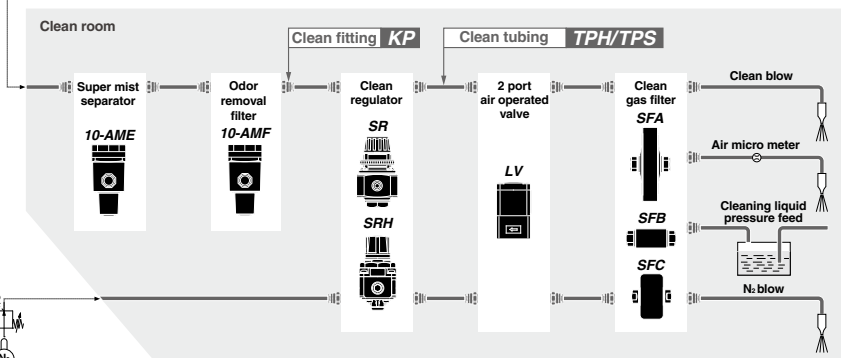 Clean room
Clean fitting KP
Clean tubing TPH/TPS
Super mist
separator
10-AME
Odor
removal
filter
10-AMF
Clean
regulator
SR
SRH
2 port
air operated
valve
LV
Clean
gas filter
SFA
SFB
SFC
Clean blow
Air micro meter
Cleaning liquid
pressure feed
N₂ blow
N₂